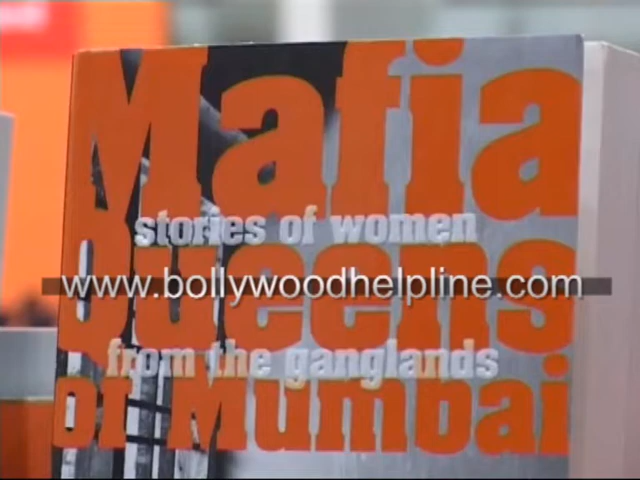 Mafia
stories of women
Queens
www.bollywoodhelpline.com
from the ganglands
of Mumbai